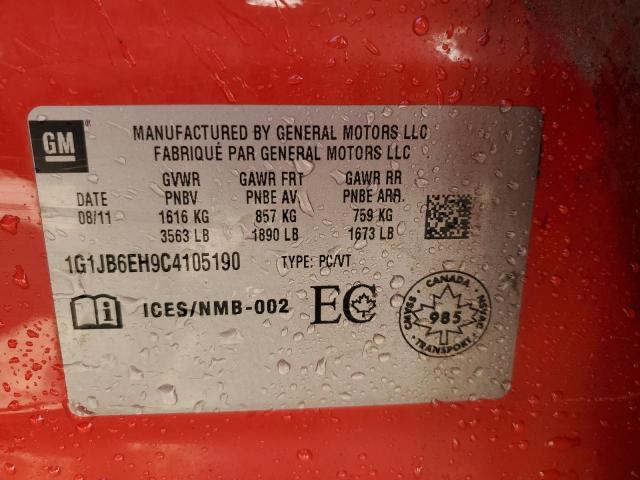 GM
MANUFACTURED BY GENERAL MOTORS LLC
FABRIQUÉ PAR GENERAL MOTORS LLC
GVWR GAWR FRT GAWR RR
DATE PNBV PNBE AV PNBE ARR.
08/11 1616 KG 857 KG 759 KG
3563 LB 1890 LB 1673 LB
1G1JB6EH9C4105190 TYPE: PC/VT
i ICES/NMB-002 EC
CANADA
CMVSS 985 NSVAC
TRANSPORT